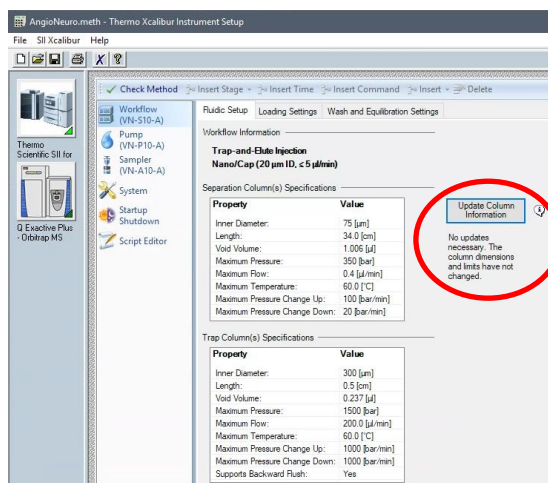 AngioNeuro.meth - Thermo Xcalibur Instrument Setup
File SII Xcalibur Help
Check Method Insert Stage Insert Time Insert Command Insert Delete
Thermo
Scientific SII for
Q Exactive Plus
- Orbitrap MS
Workflow
(VN-S10-A)
Pump
(VN-P10-A)
Sampler
(VN-A10-A)
System
Startup
Shutdown
Script Editor
Fluidic Setup Loading Settings Wash and Equilibration Settings
Workflow Information
Trap-and-Elute Injection
Nano/Cap (20 µm ID, ≤ 5 µl/min)
Separation Column(s) Specifications
Property Value
Inner Diameter: 75 [µm]
Length: 34.0 [cm]
Void Volume: 1.006 [µl]
Maximum Pressure: 350 [bar]
Maximum Flow: 0.4 [µl/min]
Maximum Temperature: 60.0 [°C]
Maximum Pressure Change Up: 100 [bar/min]
Maximum Pressure Change Down: 20 [bar/min]
Update Column
Information
No updates
necessary. The
column dimensions
and limits have not
changed.
Trap Column(s) Specifications
Property Value
Inner Diameter: 300 [µm]
Length: 0.5 [cm]
Void Volume: 0.237 [µl]
Maximum Pressure: 1500 [bar]
Maximum Flow: 200.0 [µl/min]
Maximum Temperature: 60.0 [°C]
Maximum Pressure Change Up: 1000 [bar/min]
Maximum Pressure Change Down: 1000 [bar/min]
Supports Backward Flush: Yes